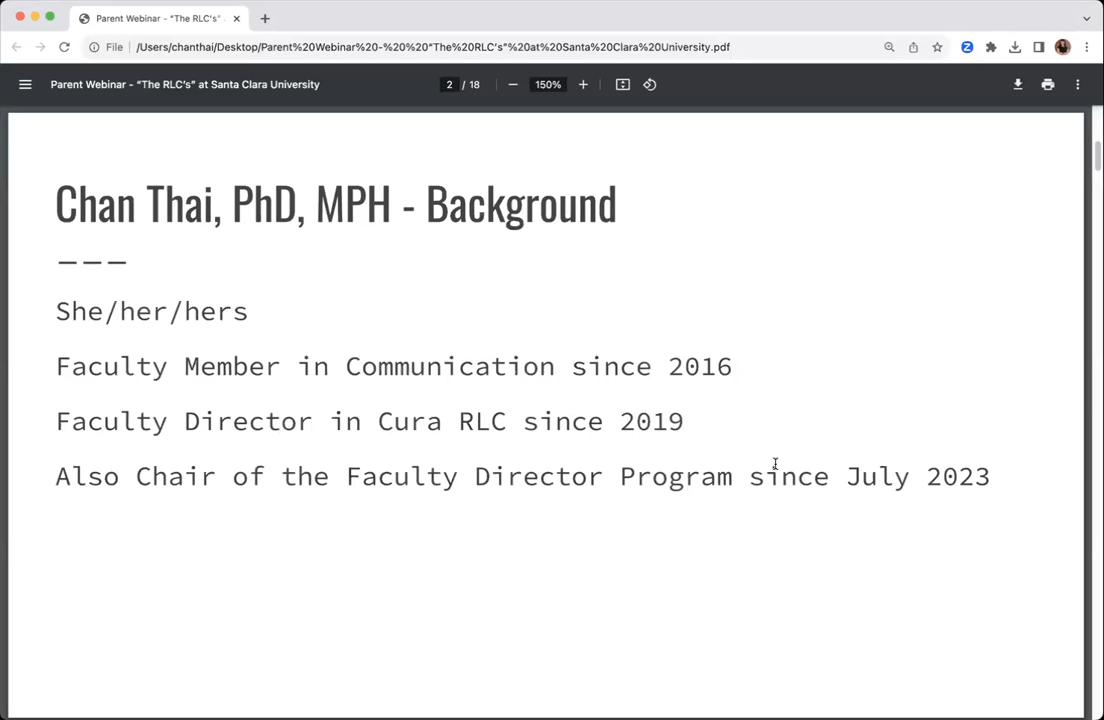 Parent Webinar - “The RLC's”
File /Users/chanthai/Desktop/Parent%20Webinar%20-%20%20“The%20RLC's”%20at%20Santa%20Clara%20University.pdf
Parent Webinar - “The RLC's” at Santa Clara University
2 / 18
150%
Chan Thai, PhD, MPH - Background
---
She/her/hers
Faculty Member in Communication since 2016
Faculty Director in Cura RLC since 2019
Also Chair of the Faculty Director Program since July 2023